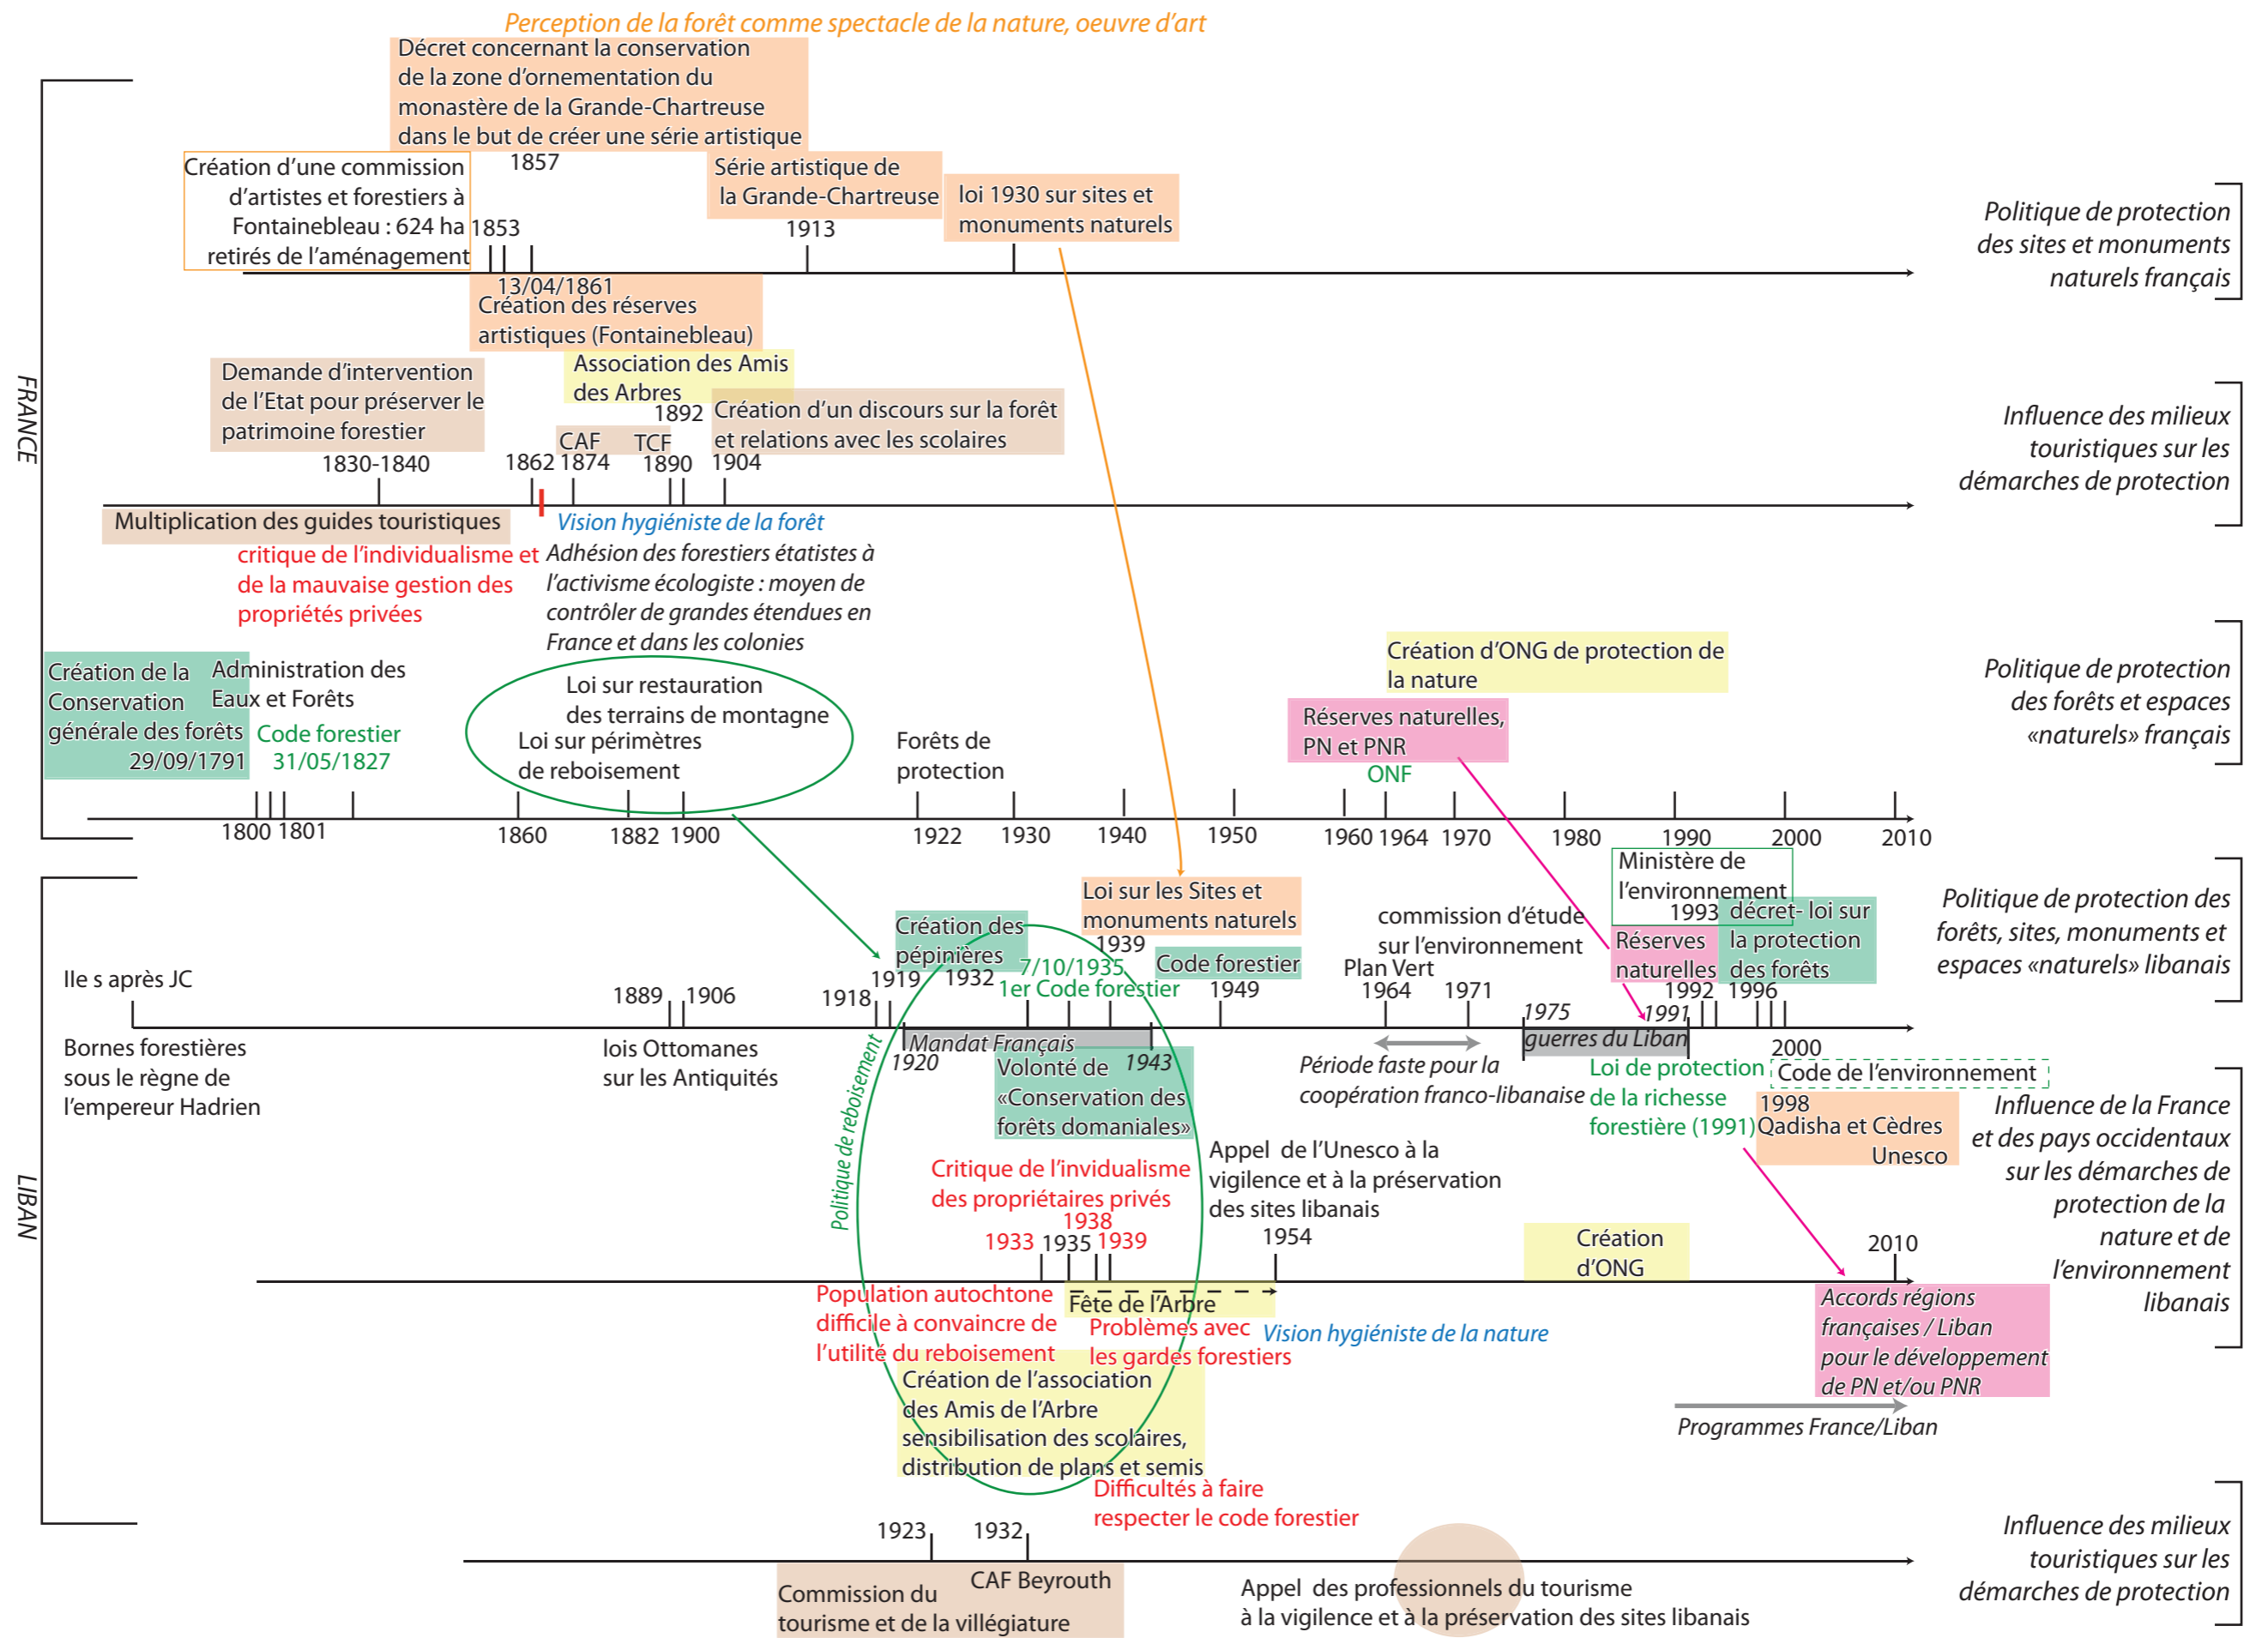 Perception de la forêt comme spectacle de la nature, oeuvre d'art
Décret concernant la conservation
de la zone d'ornementation du
monastère de la Grande-Chartreuse
dans le but de créer une série artistique
1857
Création d'une commission
d'artistes et forestiers à
Fontainebleau : 624 ha
retirés de l'aménagement
1853
Série artistique de
la Grande-Chartreuse
1913
loi 1930 sur sites et
monuments naturels
Politique de protection
des sites et monuments
naturels français
13/04/1861
Création des réserves
artistiques (Fontainebleau)
FRANCE
Demande d'intervention
de l'Etat pour préserver le
patrimoine forestier
1830-1840
Association des Amis
des Arbres
1892
CAF
TCF
1862
1874
1890
Création d'un discours sur la forêt
et relations avec les scolaires
1904
Influence des milieux
touristiques sur les
démarches de protection
Multiplication des guides touristiques
critique de l'individualisme et
de la mauvaise gestion des
propriétés privées
Vision hygiéniste de la forêt
Adhésion des forestiers étatistes à
l'activisme écologiste : moyen de
contrôler de grandes étendues en
France et dans les colonies
Création de la
Conservation
générale des forêts
29/09/1791
Administration des
Eaux et Forêts
Code forestier
31/05/1827
Loi sur restauration
des terrains de montagne
Loi sur périmètres
de reboisement
Forêts de
protection
Création d'ONG de protection de
la nature
Réserves naturelles,
PN et PNR
ONF
Politique de protection
des forêts et espaces
«naturels» français
1800
1801
1860
1882
1900
1922
1930
1940
1950
1960
1964
1970
1980
1990
2000
2010
LIBAN
IIe s après JC
Bornes forestières
sous le règne de
l'empereur Hadrien
1889
1906
lois Ottomanes
sur les Antiquités
1918
1919
Création des
pépinières
1932
7/10/1935
1er Code forestier
Loi sur les Sites et
monuments naturels
1939
Code forestier
1949
commission d'étude
sur l'environnement
Plan Vert
1964
1971
Ministère de
l'environnement
1993
Réserves
naturelles
1992
décret- loi sur
la protection
des forêts
1996
Politique de protection des
forêts, sites, monuments et
espaces «naturels» libanais
Mandat Français
1920
1943
1975
1991
guerres du Liban
2000
Code de l'environnement
Politique de reboisement
Volonté de
«Conservation des
forêts domaniales»
Période faste pour la
coopération franco-libanaise
Loi de protection
de la richesse
forestière (1991)
1998
Qadisha et Cèdres
Unesco
Influence de la France
et des pays occidentaux
sur les démarches de
protection de la
nature et de
l'environnement
libanais
Critique de l'invidualisme
des propriétaires privés
1933
1935
1938
1939
Appel de l'Unesco à la
vigilence et à la préservation
des sites libanais
1954
Création
d'ONG
2010
Population autochtone
difficile à convaincre de
l'utilité du reboisement
Fête de l'Arbre
Problèmes avec
les gardes forestiers
Vision hygiéniste de la nature
Accords régions
françaises / Liban
pour le développement
de PN et/ou PNR
Programmes France/Liban
Création de l'association
des Amis de l'Arbre
sensibilisation des scolaires,
distribution de plans et semis
Difficultés à faire
respecter le code forestier
1923
1932
Commission du
tourisme et de la villégiature
CAF Beyrouth
Appel des professionnels du tourisme
à la vigilence et à la préservation des sites libanais
Influence des milieux
touristiques sur les
démarches de protection